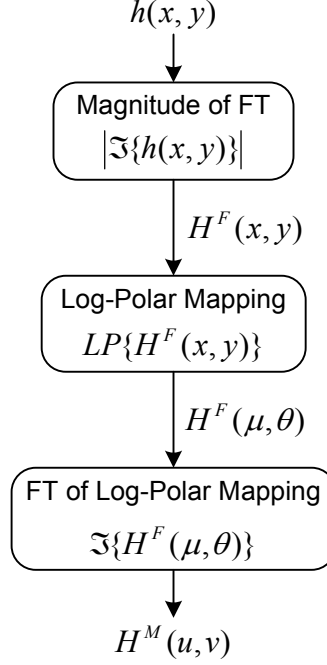 h(x, y)
Magnitude of FT
|ℑ{h(x, y)}|
H^F(x, y)
Log-Polar Mapping
LP{H^F(x, y)}
H^F(μ, θ)
FT of Log-Polar Mapping
ℑ{H^F(μ, θ)}
H^M(u, v)